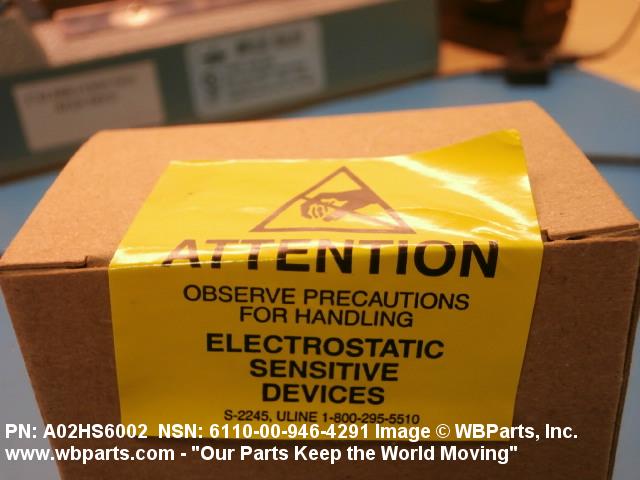 ATTENTION
OBSERVE PRECAUTIONS
FOR HANDLING
ELECTROSTATIC
SENSITIVE
DEVICES
S-2245, ULINE 1-800-295-5510
PN: A02HS6002 NSN: 6110-00-946-4291 Image © WBParts, Inc.
www.wbparts.com - "Our Parts Keep the World Moving"